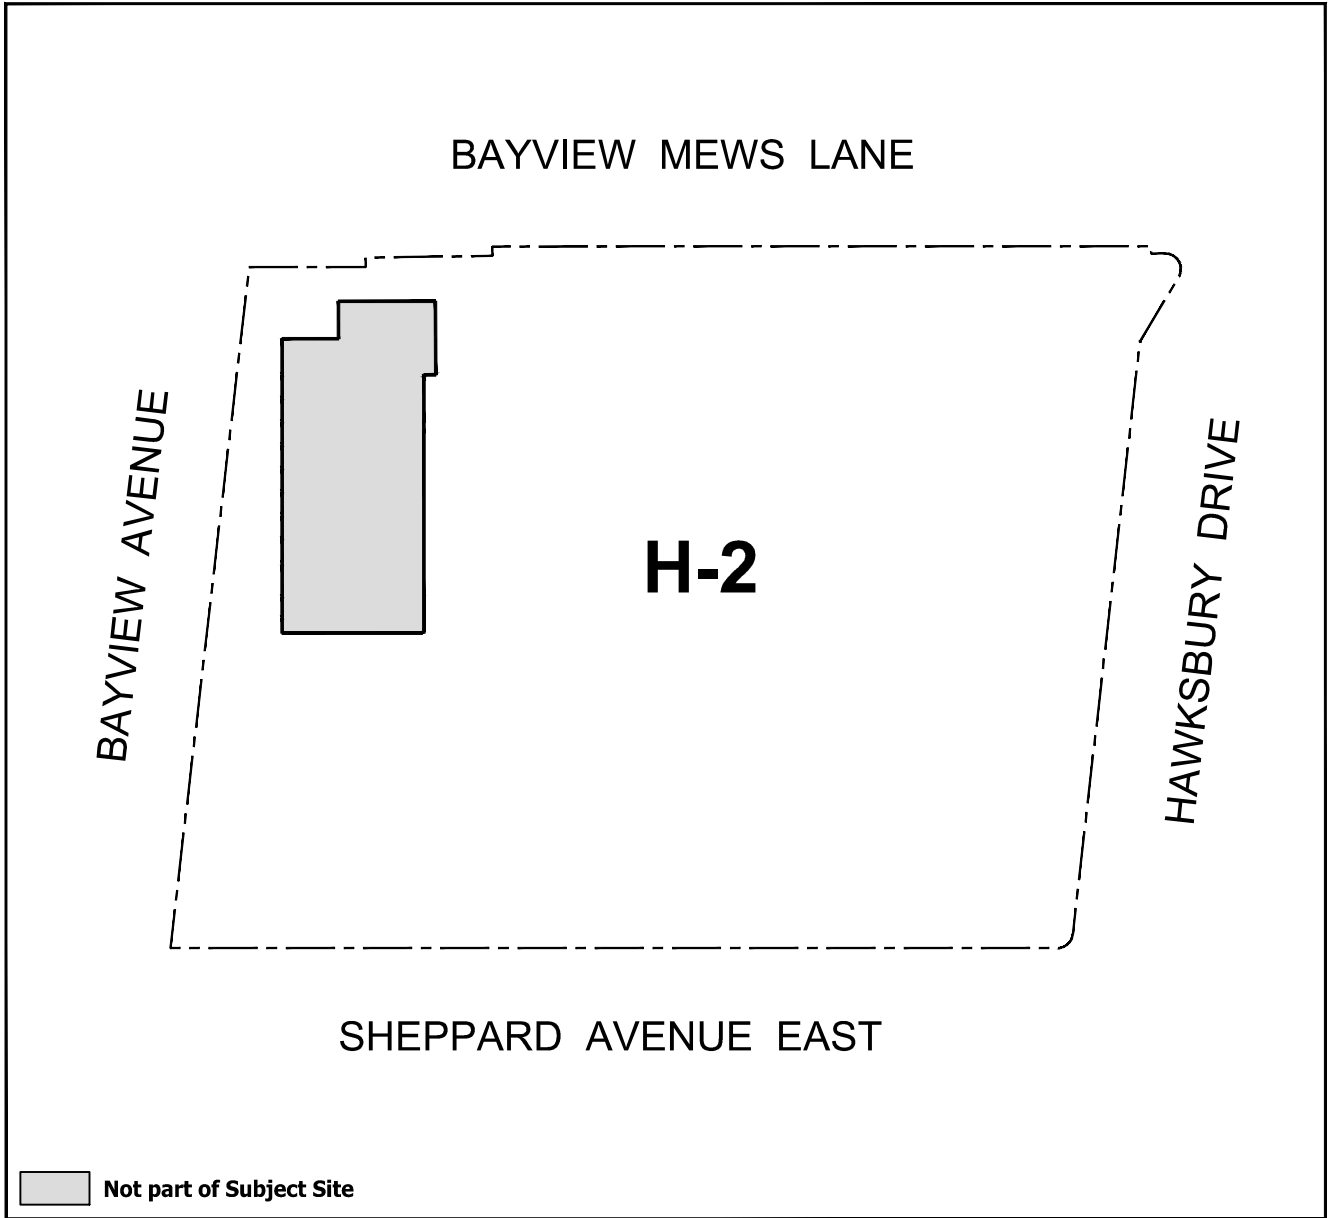 BAYVIEW MEWS LANE
BAYVIEW AVENUE
H-2
HAWKSBURY DRIVE
SHEPPARD AVENUE EAST
Not part of Subject Site